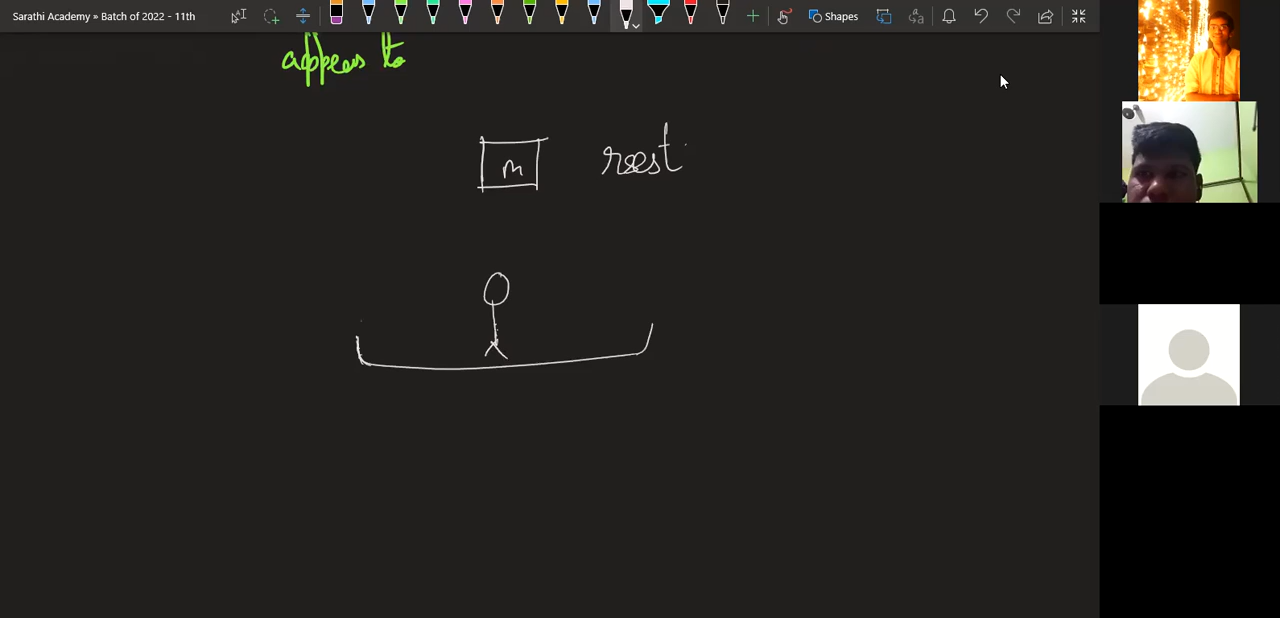 Sarathi Academy » Batch of 2022 - 11th
Shapes
appears to
m rest